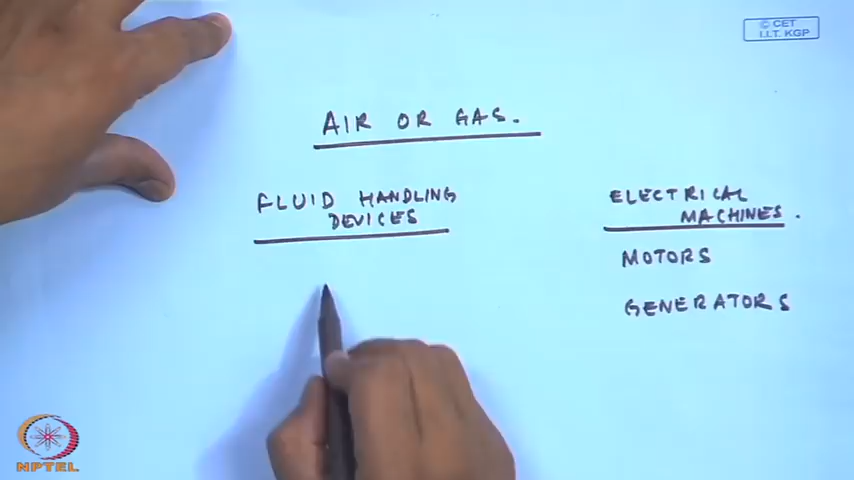 © CET
I.I.T. KGP
AIR OR GAS.
FLUID HANDLING
DEVICES
ELECTRICAL
MACHINES.
MOTORS
GENERATORS
NPTEL